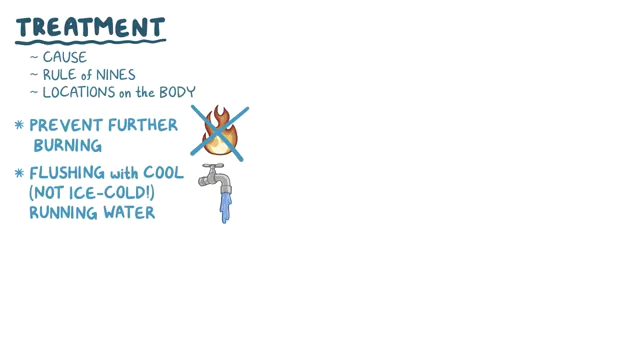 TREATMENT
~ CAUSE
~ RULE of NINES
~ LOCATIONS on the BODY
* PREVENT FURTHER
BURNING
* FLUSHING with COOL
(NOT ICE-COLD!)
RUNNING WATER